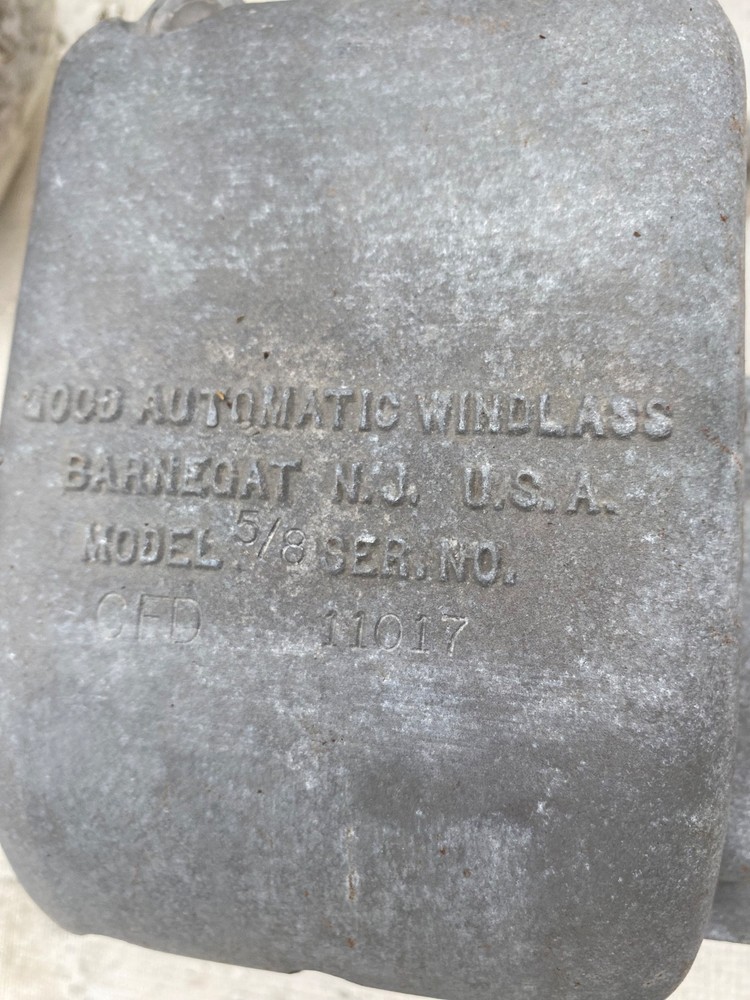 GOOD AUTOMATIC WINDLASS
BARNEGAT N.J. U.S.A.
MODEL 5/8 SER. NO.
CFD 11017